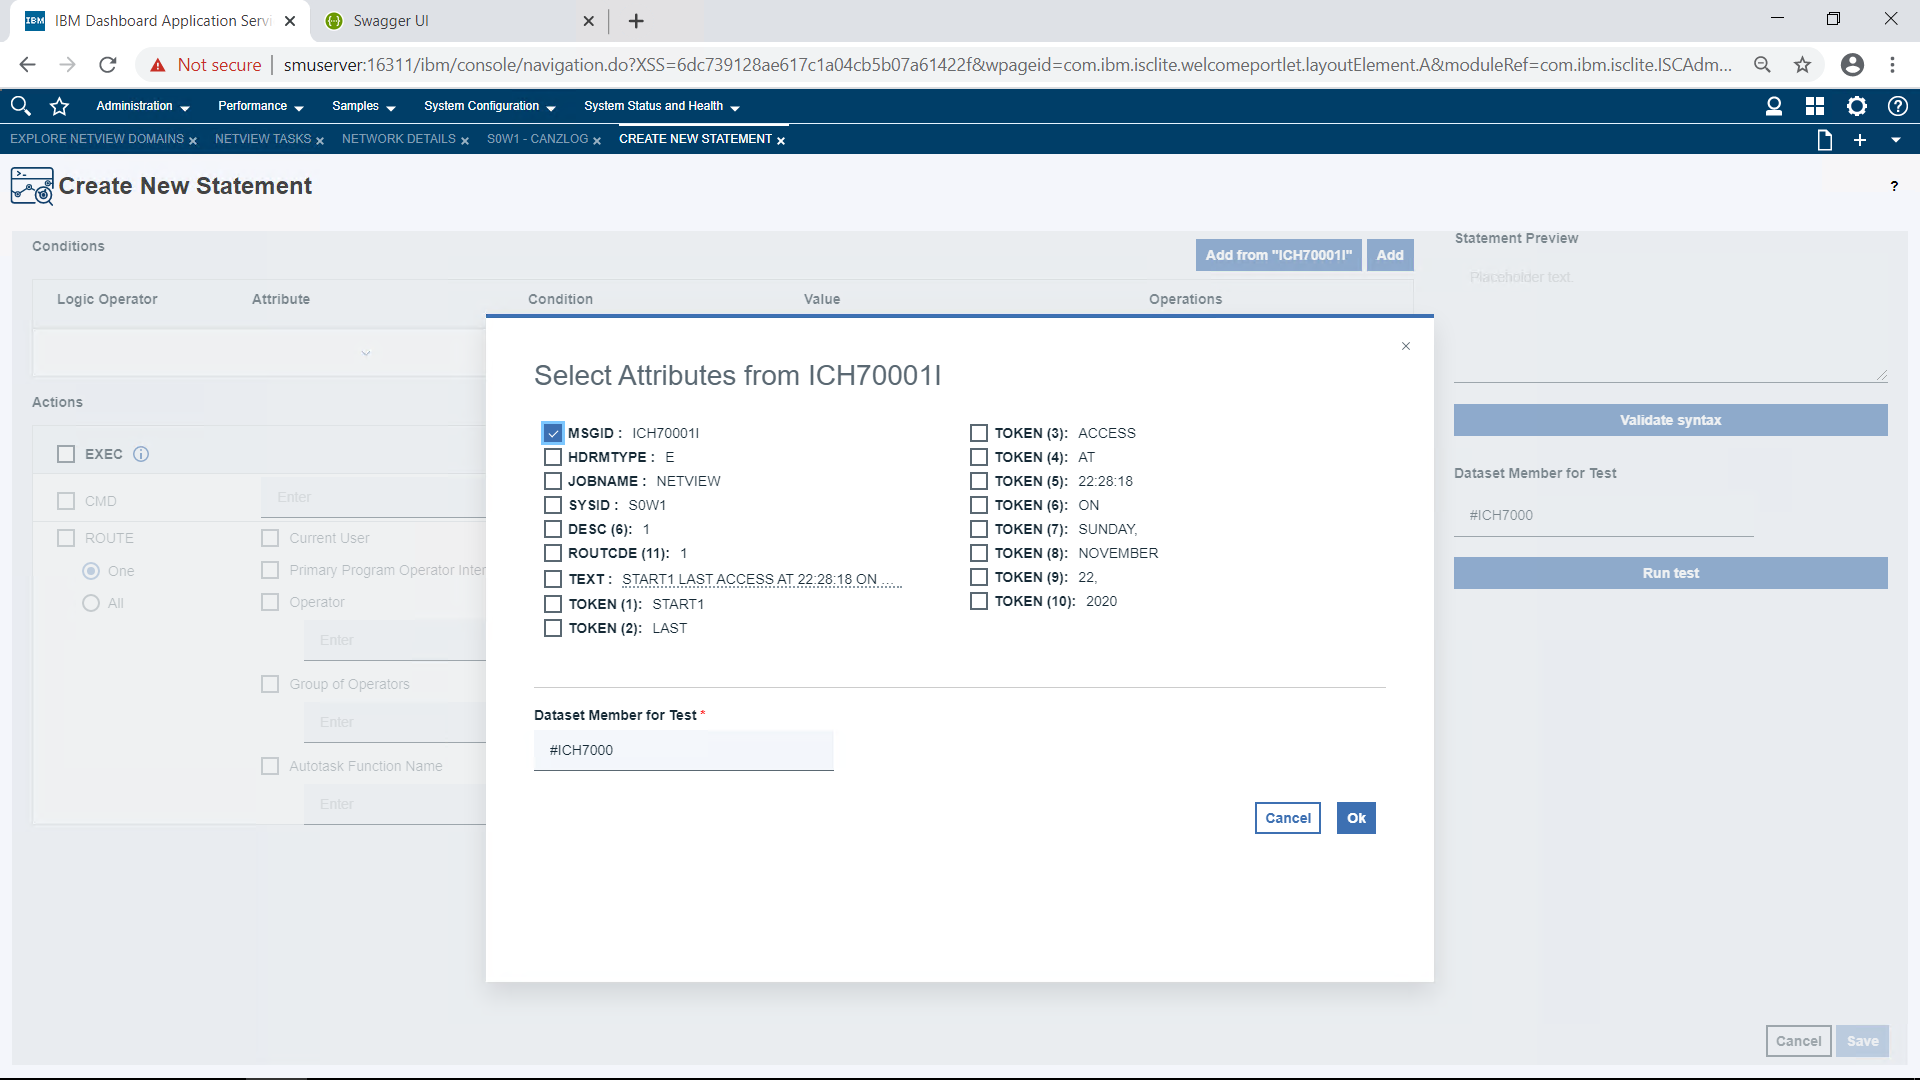 IBM Dashboard Application Servi
Swagger UI
Not secure
smuserver:16311/ibm/console/navigation.do?XSS=6dc739128ae617c1a04cb5b07a61422f&wpageid=com.ibm.isclite.welcomeportlet.layoutElement.A&moduleRef=com.ibm.isclite.ISCAdm...
Administration
Performance
Samples
System Configuration
System Status and Health
EXPLORE NETVIEW DOMAINS
NETVIEW TASKS
NETWORK DETAILS
S0W1 - CANZLOG
CREATE NEW STATEMENT
Create New Statement
?
Conditions
Add from "ICH70001I"
Add
Logic Operator
Attribute
Condition
Value
Operations
Actions
EXEC
CMD
Enter
ROUTE
One
All
Current User
Primary Program Operator Inter
Operator
Enter
Group of Operators
Enter
Autotask Function Name
Enter
Select Attributes from ICH70001I
MSGID : ICH70001I
HDRMTYPE : E
JOBNAME : NETVIEW
SYSID : S0W1
DESC (6): 1
ROUTCDE (11): 1
TEXT : START1 LAST ACCESS AT 22:28:18 ON ...
TOKEN (1): START1
TOKEN (2): LAST
TOKEN (3): ACCESS
TOKEN (4): AT
TOKEN (5): 22:28:18
TOKEN (6): ON
TOKEN (7): SUNDAY,
TOKEN (8): NOVEMBER
TOKEN (9): 22,
TOKEN (10): 2020
Dataset Member for Test *
#ICH7000
Cancel
Ok
Statement Preview
Placeholder text.
Validate syntax
Dataset Member for Test
#ICH7000
Run test
Cancel
Save